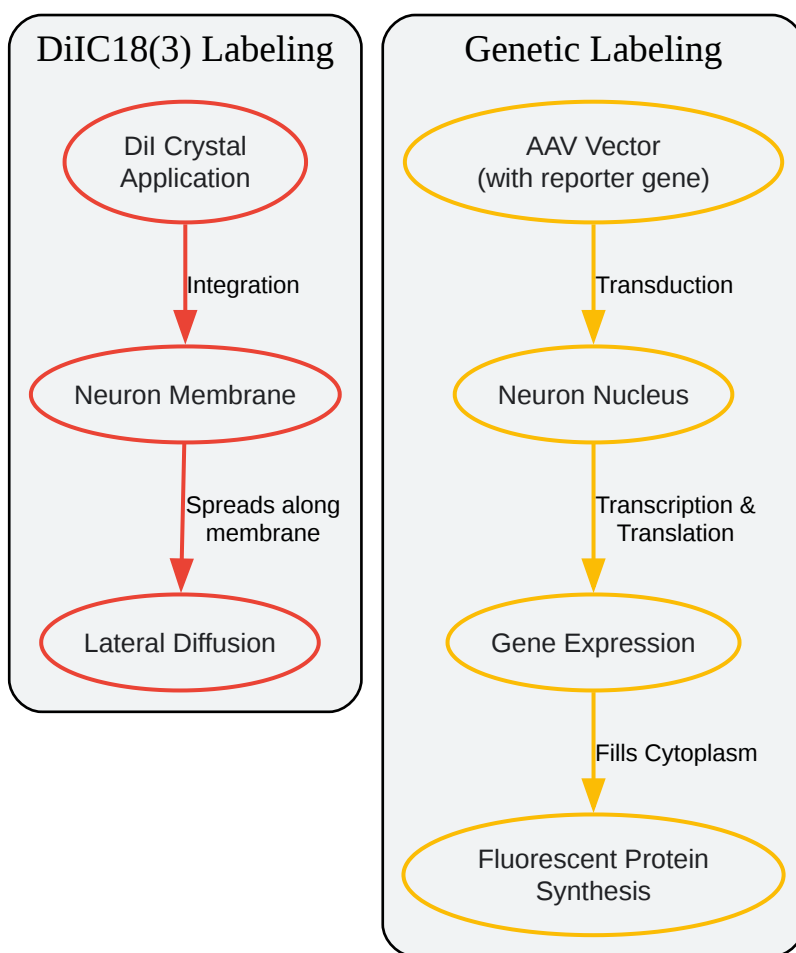 DiIC18(3) Labeling
DiI Crystal
Application
Integration
Neuron Membrane
Spreads along
membrane
Lateral Diffusion
Genetic Labeling
AAV Vector
(with reporter gene)
Transduction
Neuron Nucleus
Transcription &
Translation
Gene Expression
Fills Cytoplasm
Fluorescent Protein
Synthesis